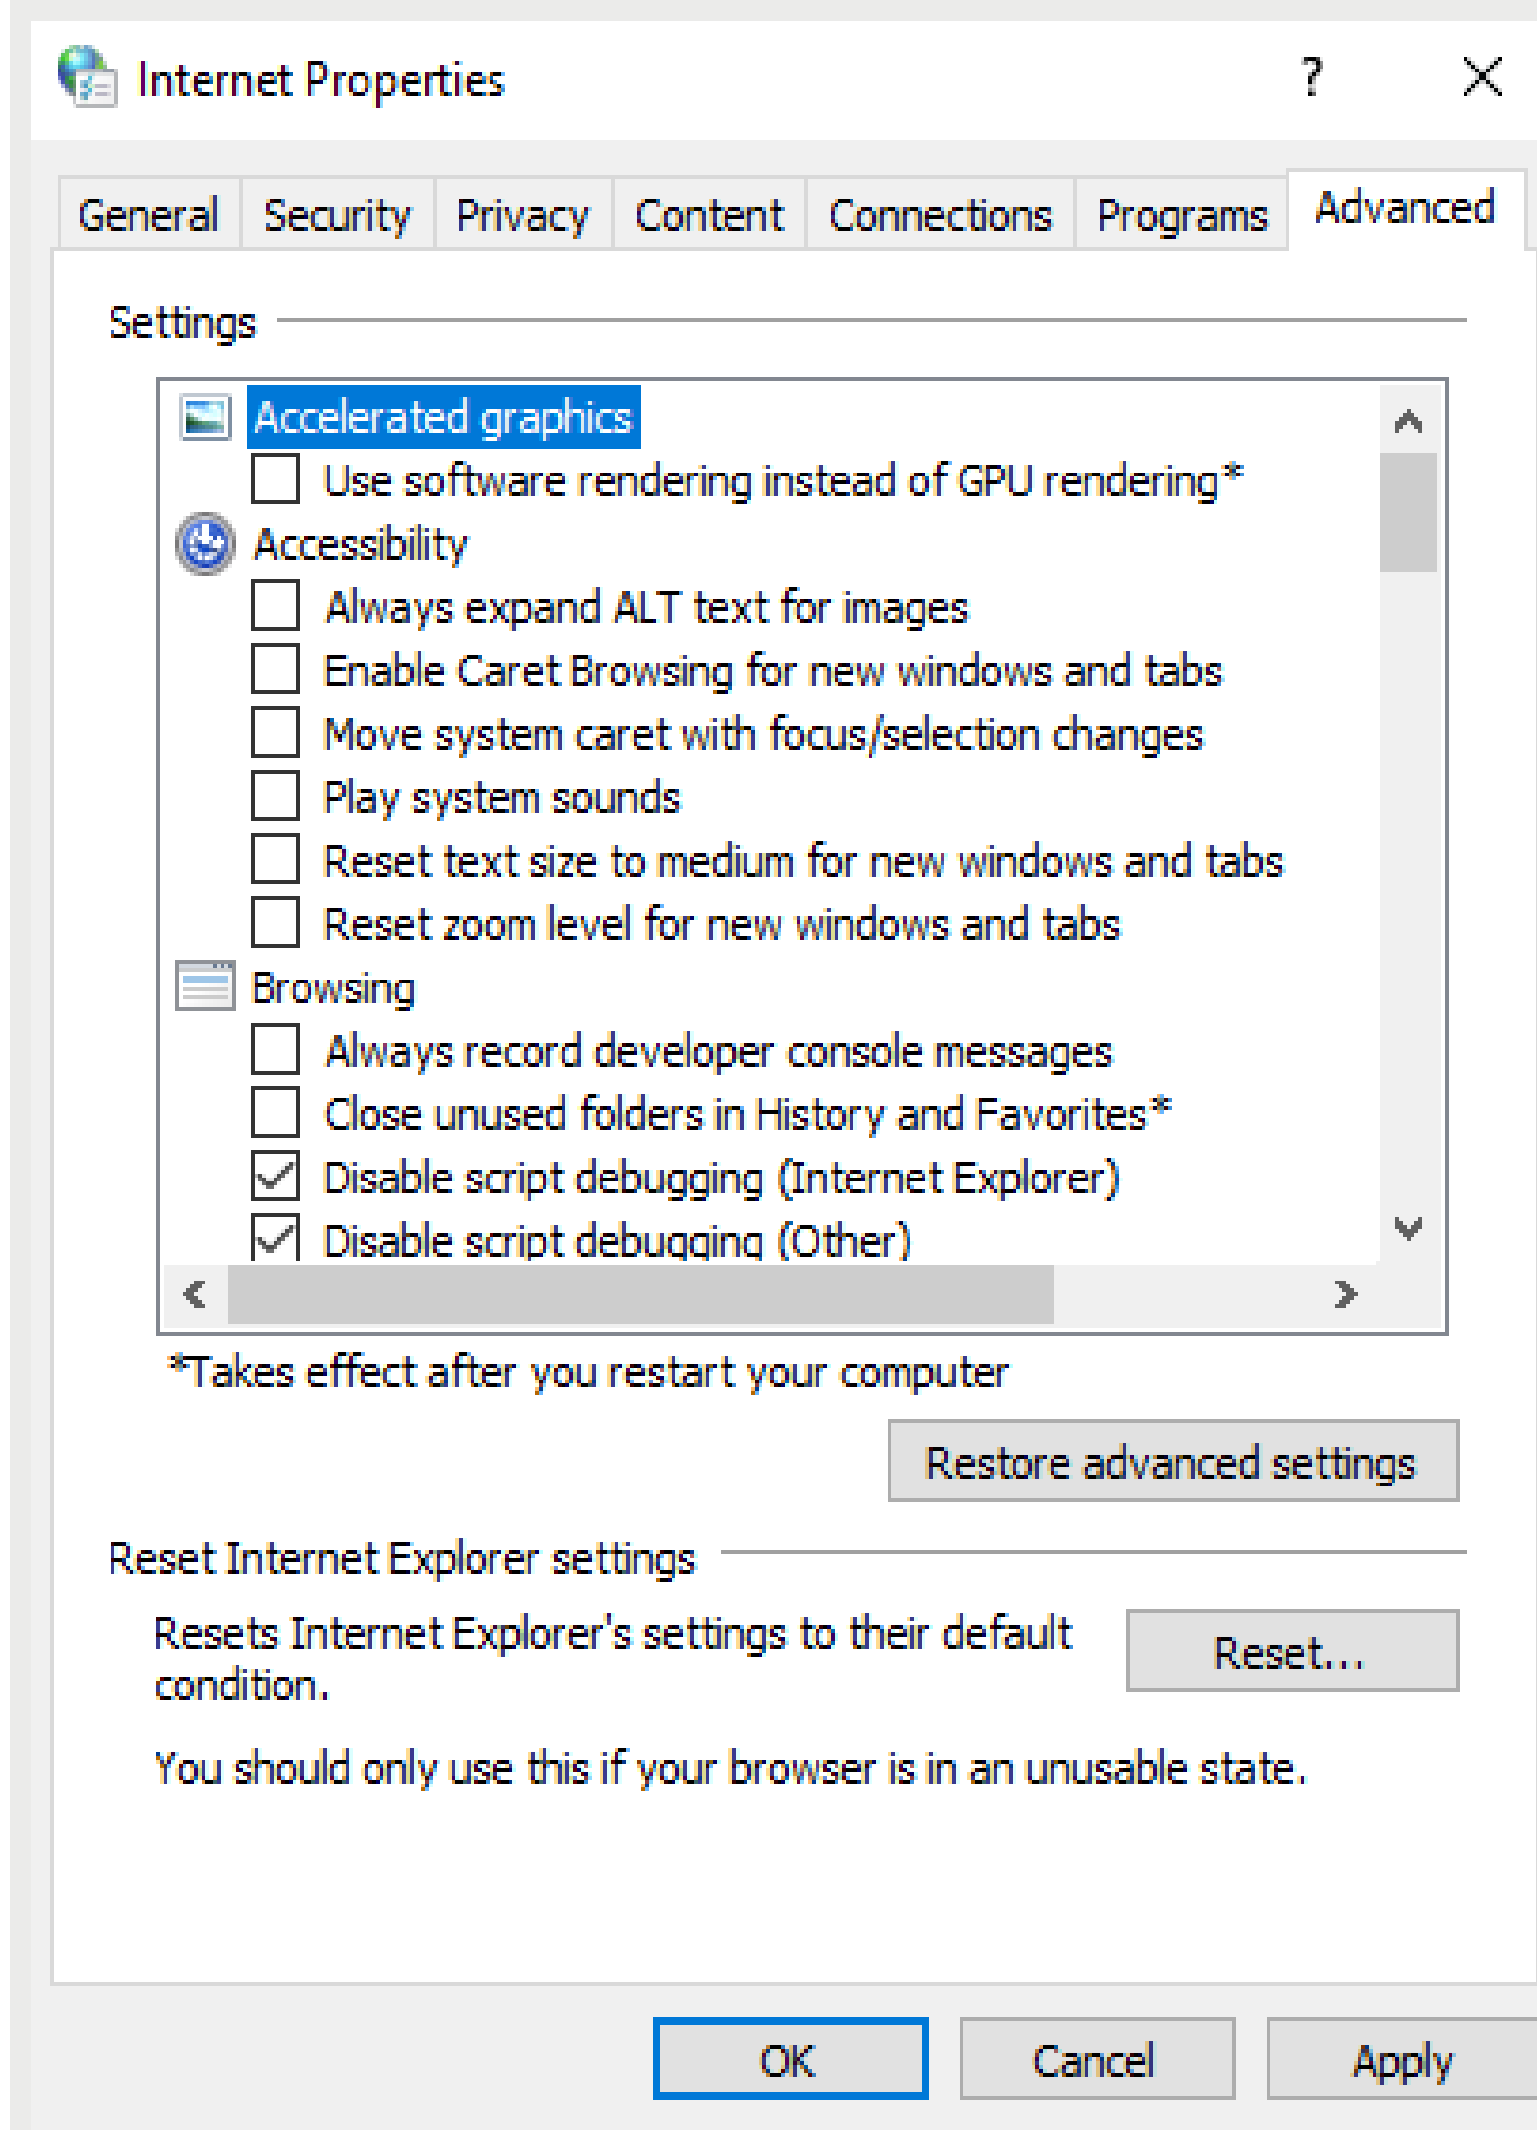 Internet Properties
?
General Security Privacy Content Connections Programs Advanced
Settings
Accelerated graphics
Use software rendering instead of GPU rendering*
Accessibility
Always expand ALT text for images
Enable Caret Browsing for new windows and tabs
Move system caret with focus/selection changes
Play system sounds
Reset text size to medium for new windows and tabs
Reset zoom level for new windows and tabs
Browsing
Always record developer console messages
Close unused folders in History and Favorites*
Disable script debugging (Internet Explorer)
Disable script debugging (Other)
*Takes effect after you restart your computer
Restore advanced settings
Reset Internet Explorer settings
Resets Internet Explorer's settings to their default
condition.
Reset...
You should only use this if your browser is in an unusable state.
OK Cancel Apply